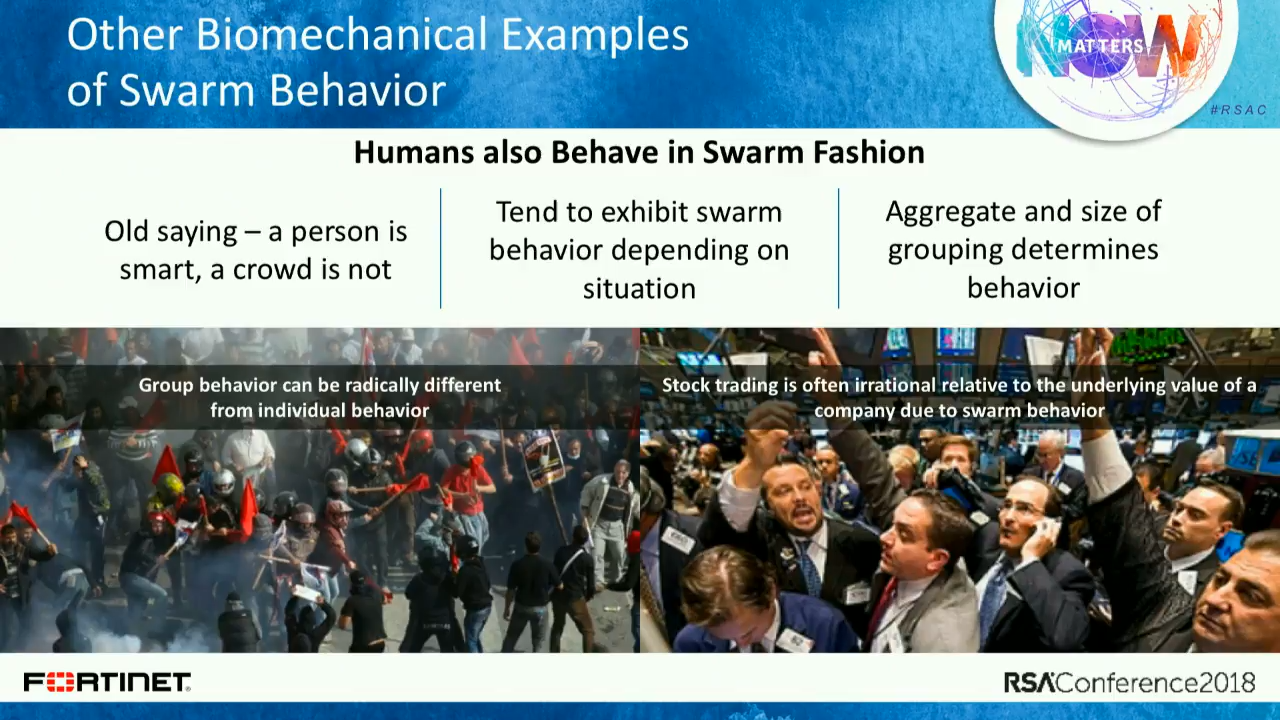 Other Biomechanical Examples
of Swarm Behavior
NOW
MATTERS
#RSAC
Humans also Behave in Swarm Fashion
Old saying – a person is
smart, a crowd is not
Tend to exhibit swarm
behavior depending on
situation
Aggregate and size of
grouping determines
behavior
Group behavior can be radically different
from individual behavior
Stock trading is often irrational relative to the underlying value of a
company due to swarm behavior
FORTINET
RSAConference2018